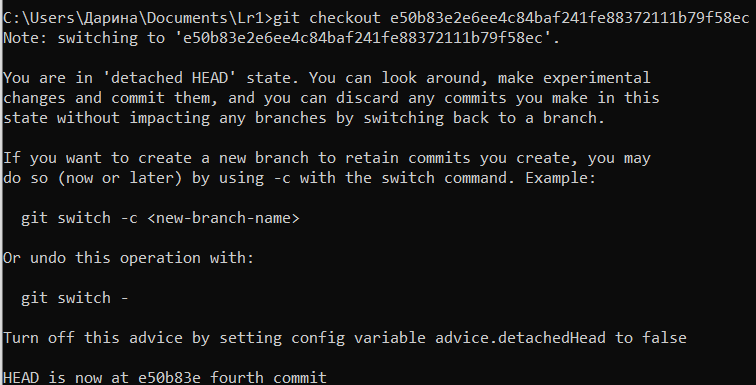 C:\Users\Дарина\Documents\Lr1>git checkout e50b83e2e6ee4c84baf241fe88372111b79f58ec
Note: switching to 'e50b83e2e6ee4c84baf241fe88372111b79f58ec'.
You are in 'detached HEAD' state. You can look around, make experimental
changes and commit them, and you can discard any commits you make in this
state without impacting any branches by switching back to a branch.
If you want to create a new branch to retain commits you create, you may
do so (now or later) by using -c with the switch command. Example:
git switch -c <new-branch-name>
Or undo this operation with:
git switch -
Turn off this advice by setting config variable advice.detachedHead to false
HEAD is now at e50b83e fourth commit